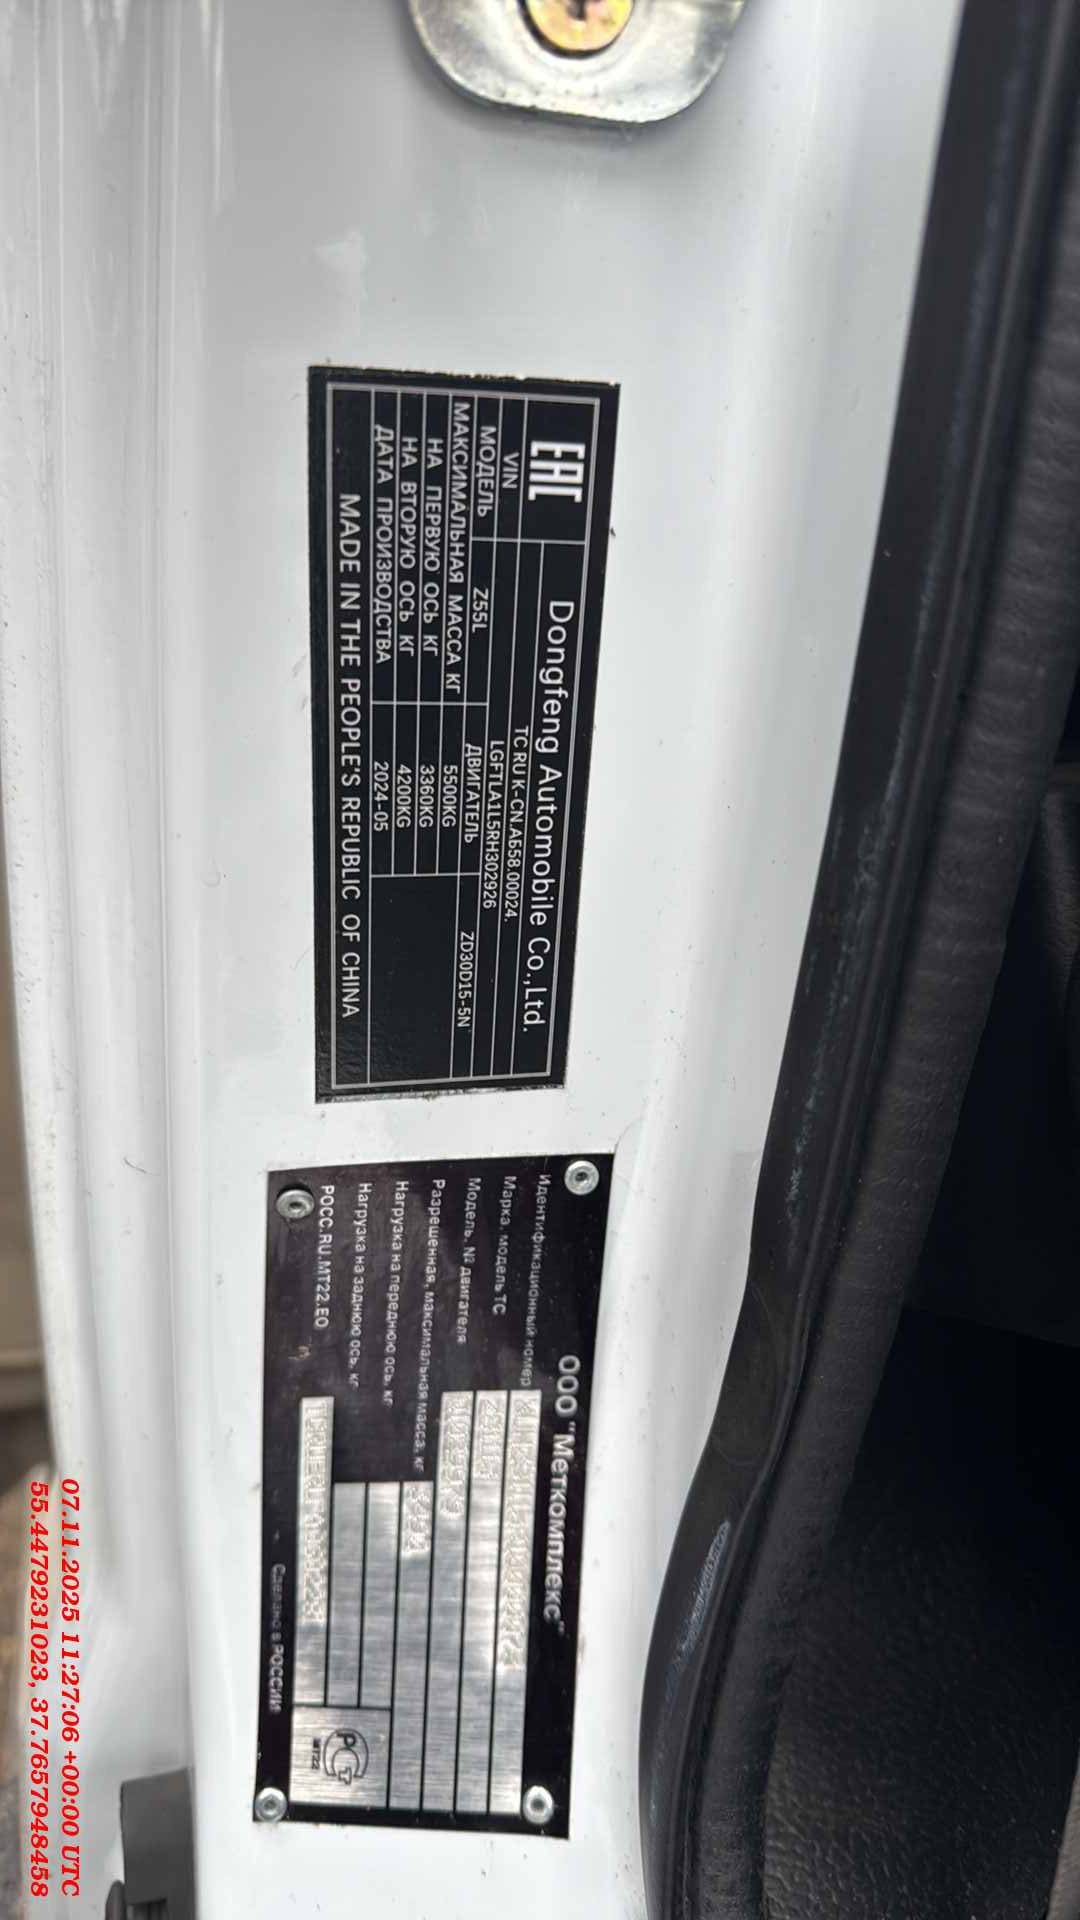 EAC
Dongfeng Automobile Co.,Ltd.
TC RU K-CN.АБ58.00024.
VIN LGFTLA1L5RH302926
МОДЕЛЬ Z55L ДВИГАТЕЛЬ ZD30D15-5N
МАКСИМАЛЬНАЯ МАССА КГ 5500KG
НА ПЕРВУЮ ОСЬ КГ 3360KG
НА ВТОРУЮ ОСЬ КГ 4200KG
ДАТА ПРОИЗВОДСТВА 2024-05
MADE IN THE PEOPLE'S REPUBLIC OF CHINA
ООО "Меткомплекс"
Идентификационный номер
Марка, модель ТС
Модель, № двигателя
Разрешенная, максимальная масса, кг
Нагрузка на переднюю ось, кг
Нагрузка на заднюю ось, кг
РОСС.RU.МТ22.ЕО
МТ22
Сделано в РОССИИ
07.11.2025 11:27:06 +00:00 UTC
55.4479231023, 37.7657948458